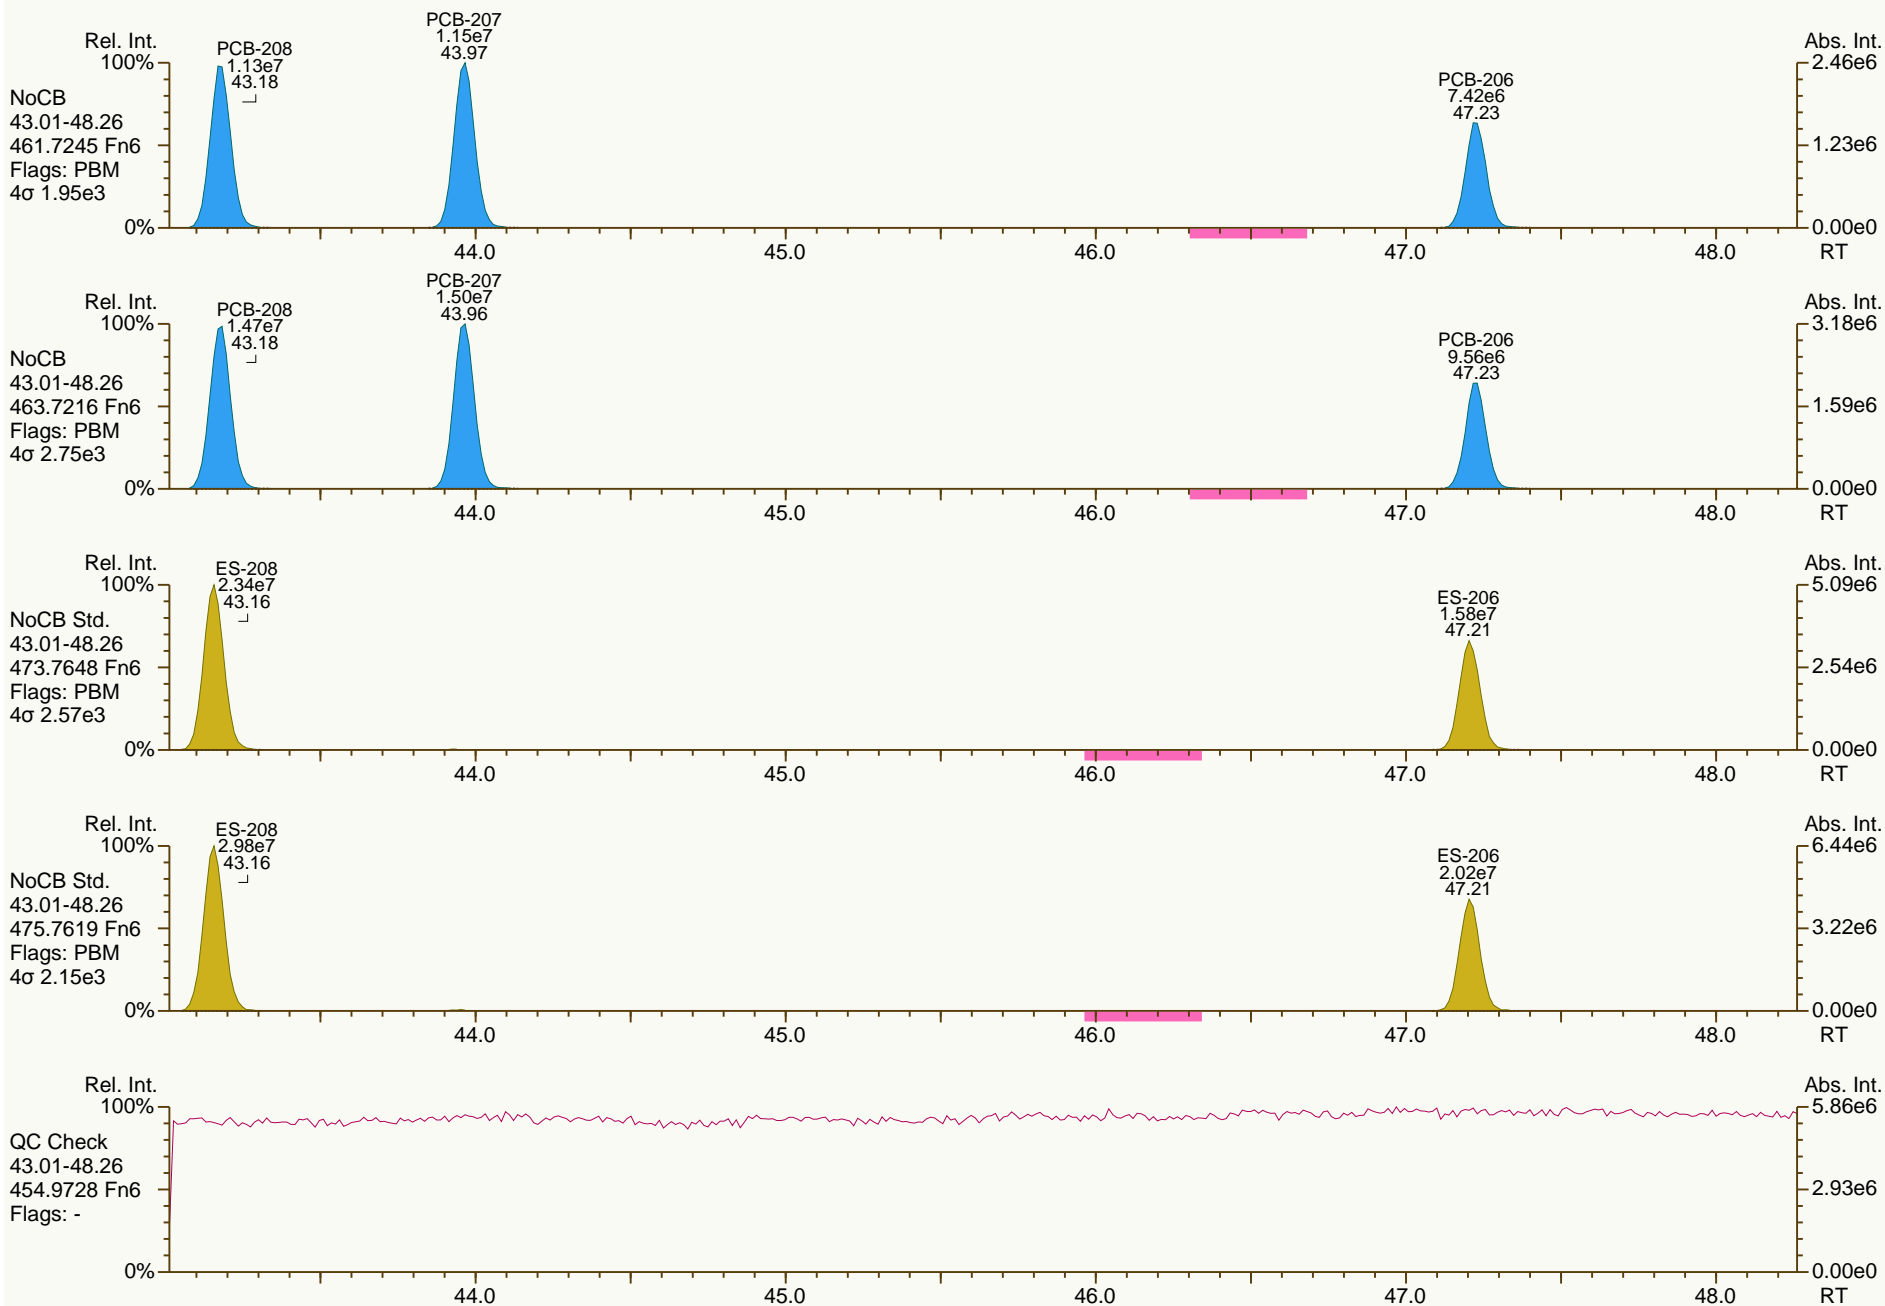 Rel. Int.
100%
0%
NoCB
43.01-48.26
461.7245 Fn6
Flags: PBM
4σ 1.95e3
PCB-208
1.13e7
43.18
PCB-207
1.15e7
43.97
PCB-206
7.42e6
47.23
Abs. Int.
2.46e6
1.23e6
0.00e0
44.0 45.0 46.0 47.0 48.0 RT
Rel. Int.
100%
0%
NoCB
43.01-48.26
463.7216 Fn6
Flags: PBM
4σ 2.75e3
PCB-208
1.47e7
43.18
PCB-207
1.50e7
43.96
PCB-206
9.56e6
47.23
Abs. Int.
3.18e6
1.59e6
0.00e0
44.0 45.0 46.0 47.0 48.0 RT
Rel. Int.
100%
0%
NoCB Std.
43.01-48.26
473.7648 Fn6
Flags: PBM
4σ 2.57e3
ES-208
2.34e7
43.16
ES-206
1.58e7
47.21
Abs. Int.
5.09e6
2.54e6
0.00e0
44.0 45.0 46.0 47.0 48.0 RT
Rel. Int.
100%
0%
NoCB Std.
43.01-48.26
475.7619 Fn6
Flags: PBM
4σ 2.15e3
ES-208
2.98e7
43.16
ES-206
2.02e7
47.21
Abs. Int.
6.44e6
3.22e6
0.00e0
44.0 45.0 46.0 47.0 48.0 RT
Rel. Int.
100%
0%
QC Check
43.01-48.26
454.9728 Fn6
Flags: -
Abs. Int.
5.86e6
2.93e6
0.00e0
44.0 45.0 46.0 47.0 48.0 RT